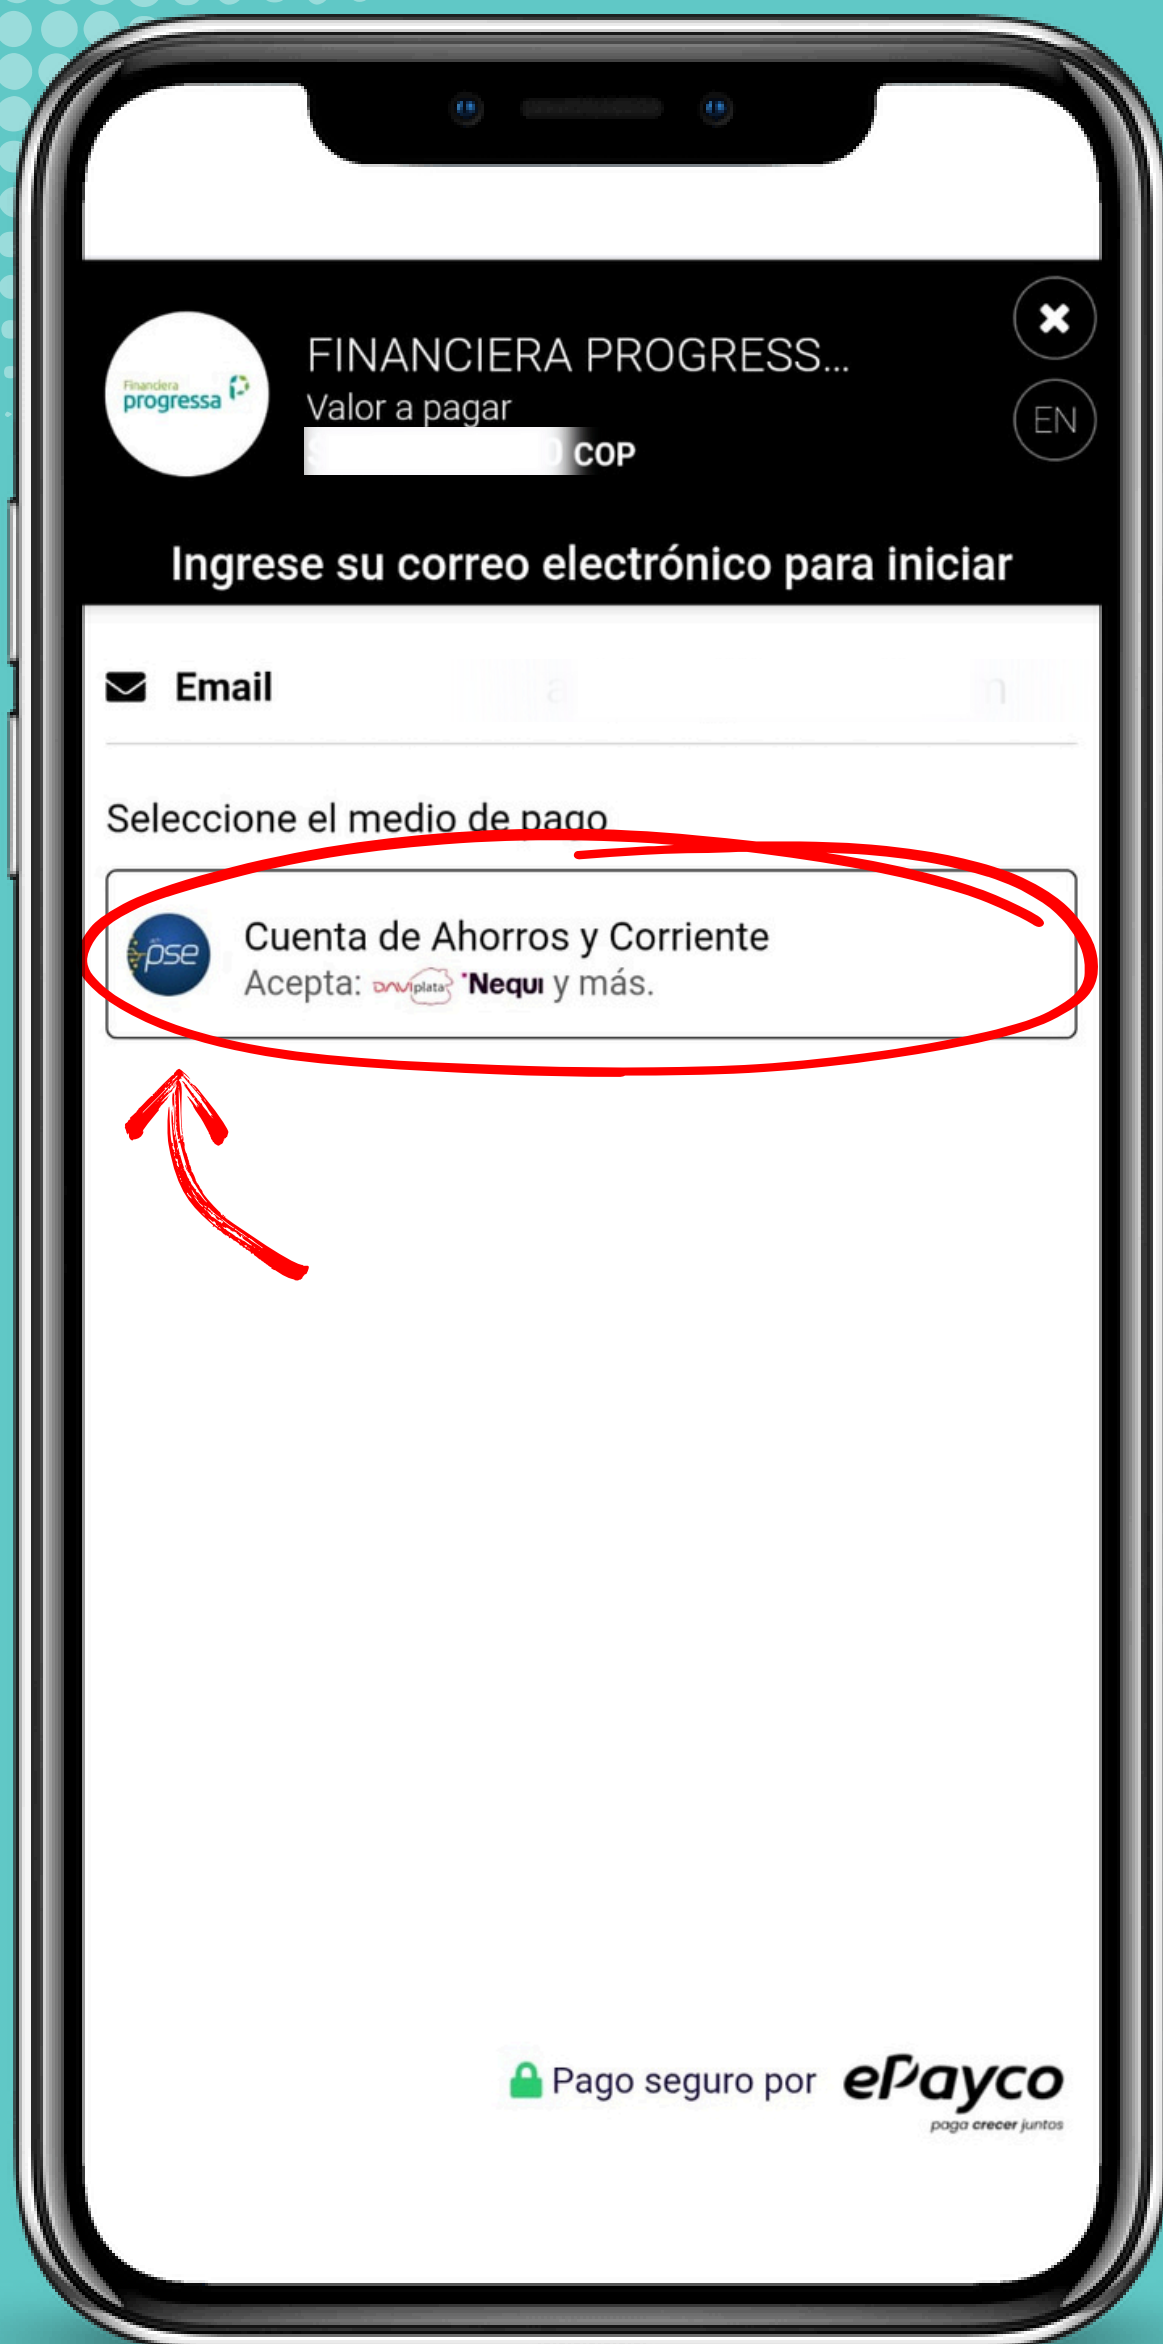 Financiera
progressa
FINANCIERA PROGRESS...
Valor a pagar
COP
EN
Ingrese su correo electrónico para iniciar
Email
Seleccione el medio de pago
pse
Cuenta de Ahorros y Corriente
Acepta: DAViplata Nequi y más.
Pago seguro por ePayco
paga crecer juntos